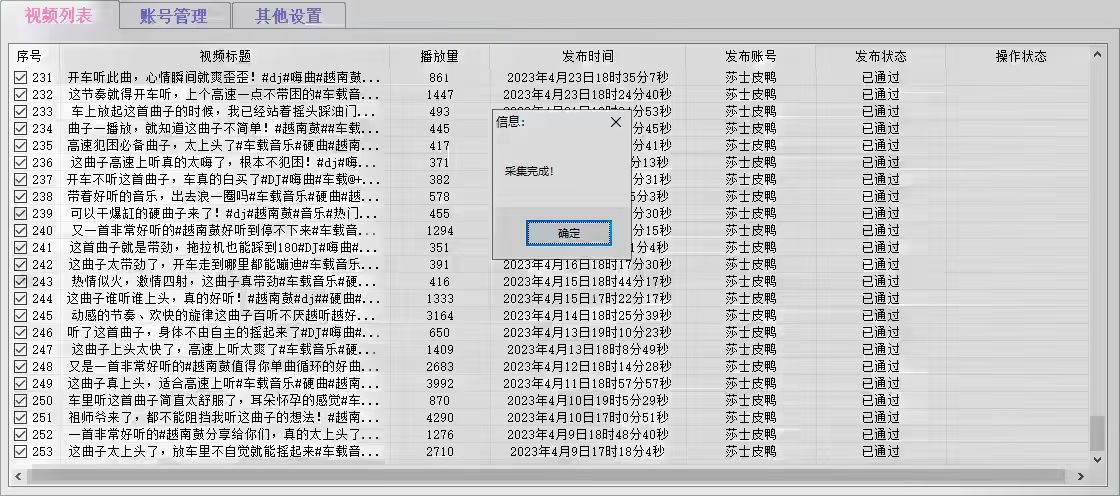 视频列表 账号管理 其他设置
序号 视频标题 播放量 发布时间 发布账号 发布状态 操作状态
231 开车听此曲，心情瞬间就爽歪歪！#dj#嗨曲#越南鼓... 861 2023年4月23日18时35分7秒 莎士皮鸭 已通过
232 这节奏就得开车听，上个高速一点不带困的#车载音... 1447 2023年4月23日18时24分40秒 莎士皮鸭 已通过
233 车上放起这首曲子的时候，我已经站着摇头踩油门... 493 53秒 莎士皮鸭 已通过
信息：
234 曲子一播放，就知道这曲子不简单！#越南鼓##车载... 445 45秒 莎士皮鸭 已通过
235 高速犯困必备曲子，太上头了#车载音乐#硬曲#越南... 417 41秒 莎士皮鸭 已通过
236 这曲子高速上听真的太嗨了，根本不犯困！#dj#嗨... 371 13秒 莎士皮鸭 已通过
采集完成！
237 开车不听这首曲子，车真的白买了#DJ#嗨曲#车载@+... 382 31秒 莎士皮鸭 已通过
238 带着好听的音乐，出去浪一圈吗#车载音乐#硬曲#越... 578 5秒3秒 莎士皮鸭 已通过
239 可以干爆缸的硬曲子来了！#dj#越南鼓#音乐#热门... 455 30秒 莎士皮鸭 已通过
240 又一首非常好听的#越南鼓好听到停不下来#车载音... 1294 15秒 莎士皮鸭 已通过
确定
241 这首曲子就是带劲，拖拉机也能踩到180#DJ#嗨曲... 351 1分4秒 莎士皮鸭 已通过
242 这曲子太带劲了，开车走到哪里都能蹦迪#车载音乐... 391 2023年4月16日18时17分30秒 莎士皮鸭 已通过
243 热情似火，激情四射，这曲子真带劲#车载音乐#硬... 416 2023年4月15日18时44分17秒 莎士皮鸭 已通过
244 这曲子谁听谁上头，真的好听！#越南鼓#dj##硬曲#... 1333 2023年4月15日17时22分17秒 莎士皮鸭 已通过
245 动感的节奏、欢快的旋律这曲子百听不厌越听越好... 3164 2023年4月14日18时25分39秒 莎士皮鸭 已通过
246 听了这首曲子，身体不由自主的摇起来了#DJ#嗨曲... 650 2023年4月13日19时10分23秒 莎士皮鸭 已通过
247 这曲子上头太快了，高速上听太爽了#车载音乐#硬... 1409 2023年4月13日18时8分49秒 莎士皮鸭 已通过
248 又是一首非常好听的#越南鼓值得你单曲循环的好曲... 2683 2023年4月12日18时14分28秒 莎士皮鸭 已通过
249 这曲子真上头，适合高速上听#车载音乐#硬曲#越南... 3992 2023年4月11日18时57分57秒 莎士皮鸭 已通过
250 车里听这首曲子简直太舒服了，耳朵怀孕的感觉#车... 870 2023年4月10日19时5分29秒 莎士皮鸭 已通过
251 祖师爷来了，都不能阻挡我听这曲子的想法！#越南... 4290 2023年4月10日17时0分51秒 莎士皮鸭 已通过
252 一首非常好听的#越南鼓分享给你们，真的太上头了... 1276 2023年4月9日18时48分40秒 莎士皮鸭 已通过
253 这曲子太上头了，放车里不自觉就能摇起来#车载音... 2710 2023年4月9日17时18分4秒 莎士皮鸭 已通过